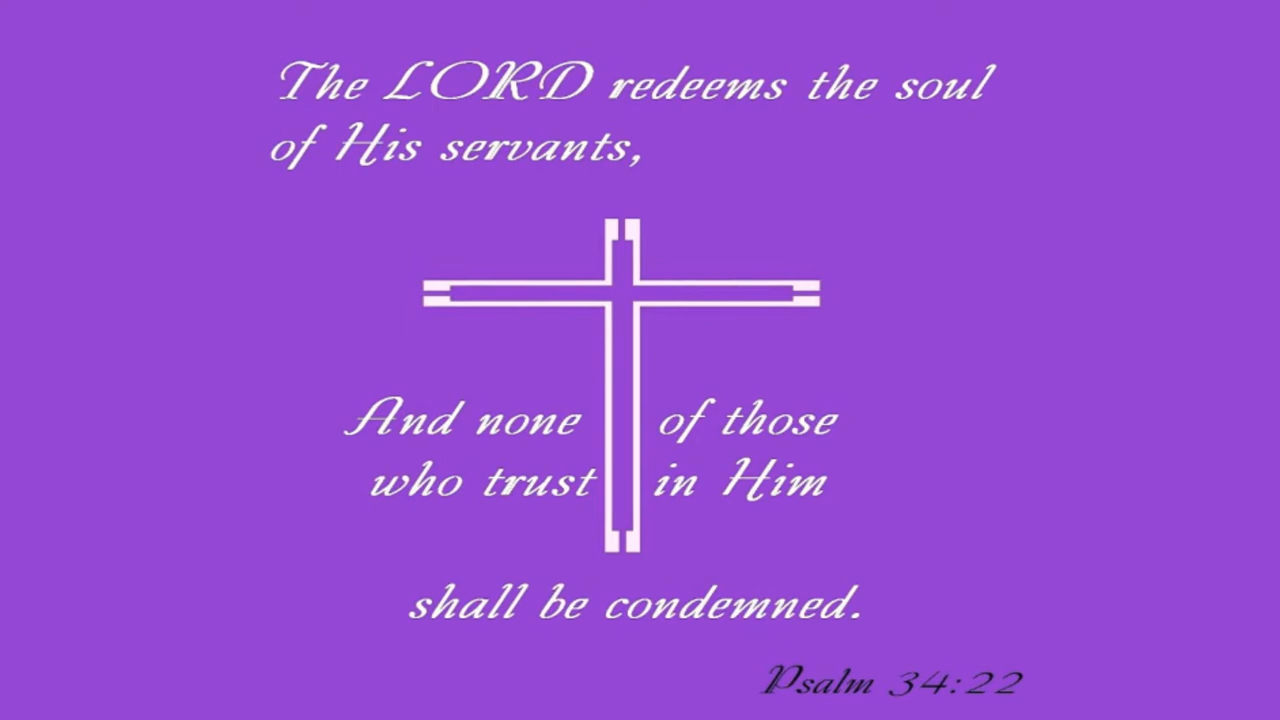 The LORD redeems the soul
of His servants,
And none of those
who trust in Him
shall be condemned.
Psalm 34:22